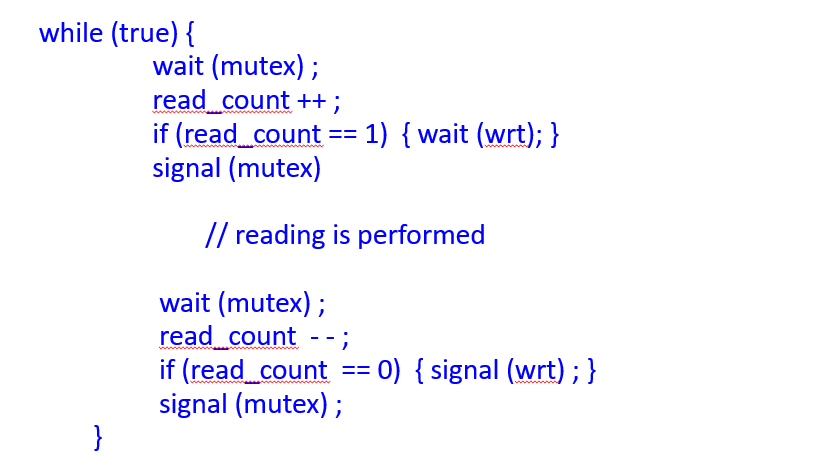 while (true) {
wait (mutex) ;
read_count ++ ;
if (read_count == 1)  { wait (wrt); }
signal (mutex)
// reading is performed
wait (mutex) ;
read_count  - - ;
if (read_count  == 0)  { signal (wrt) ; }
signal (mutex) ;
}